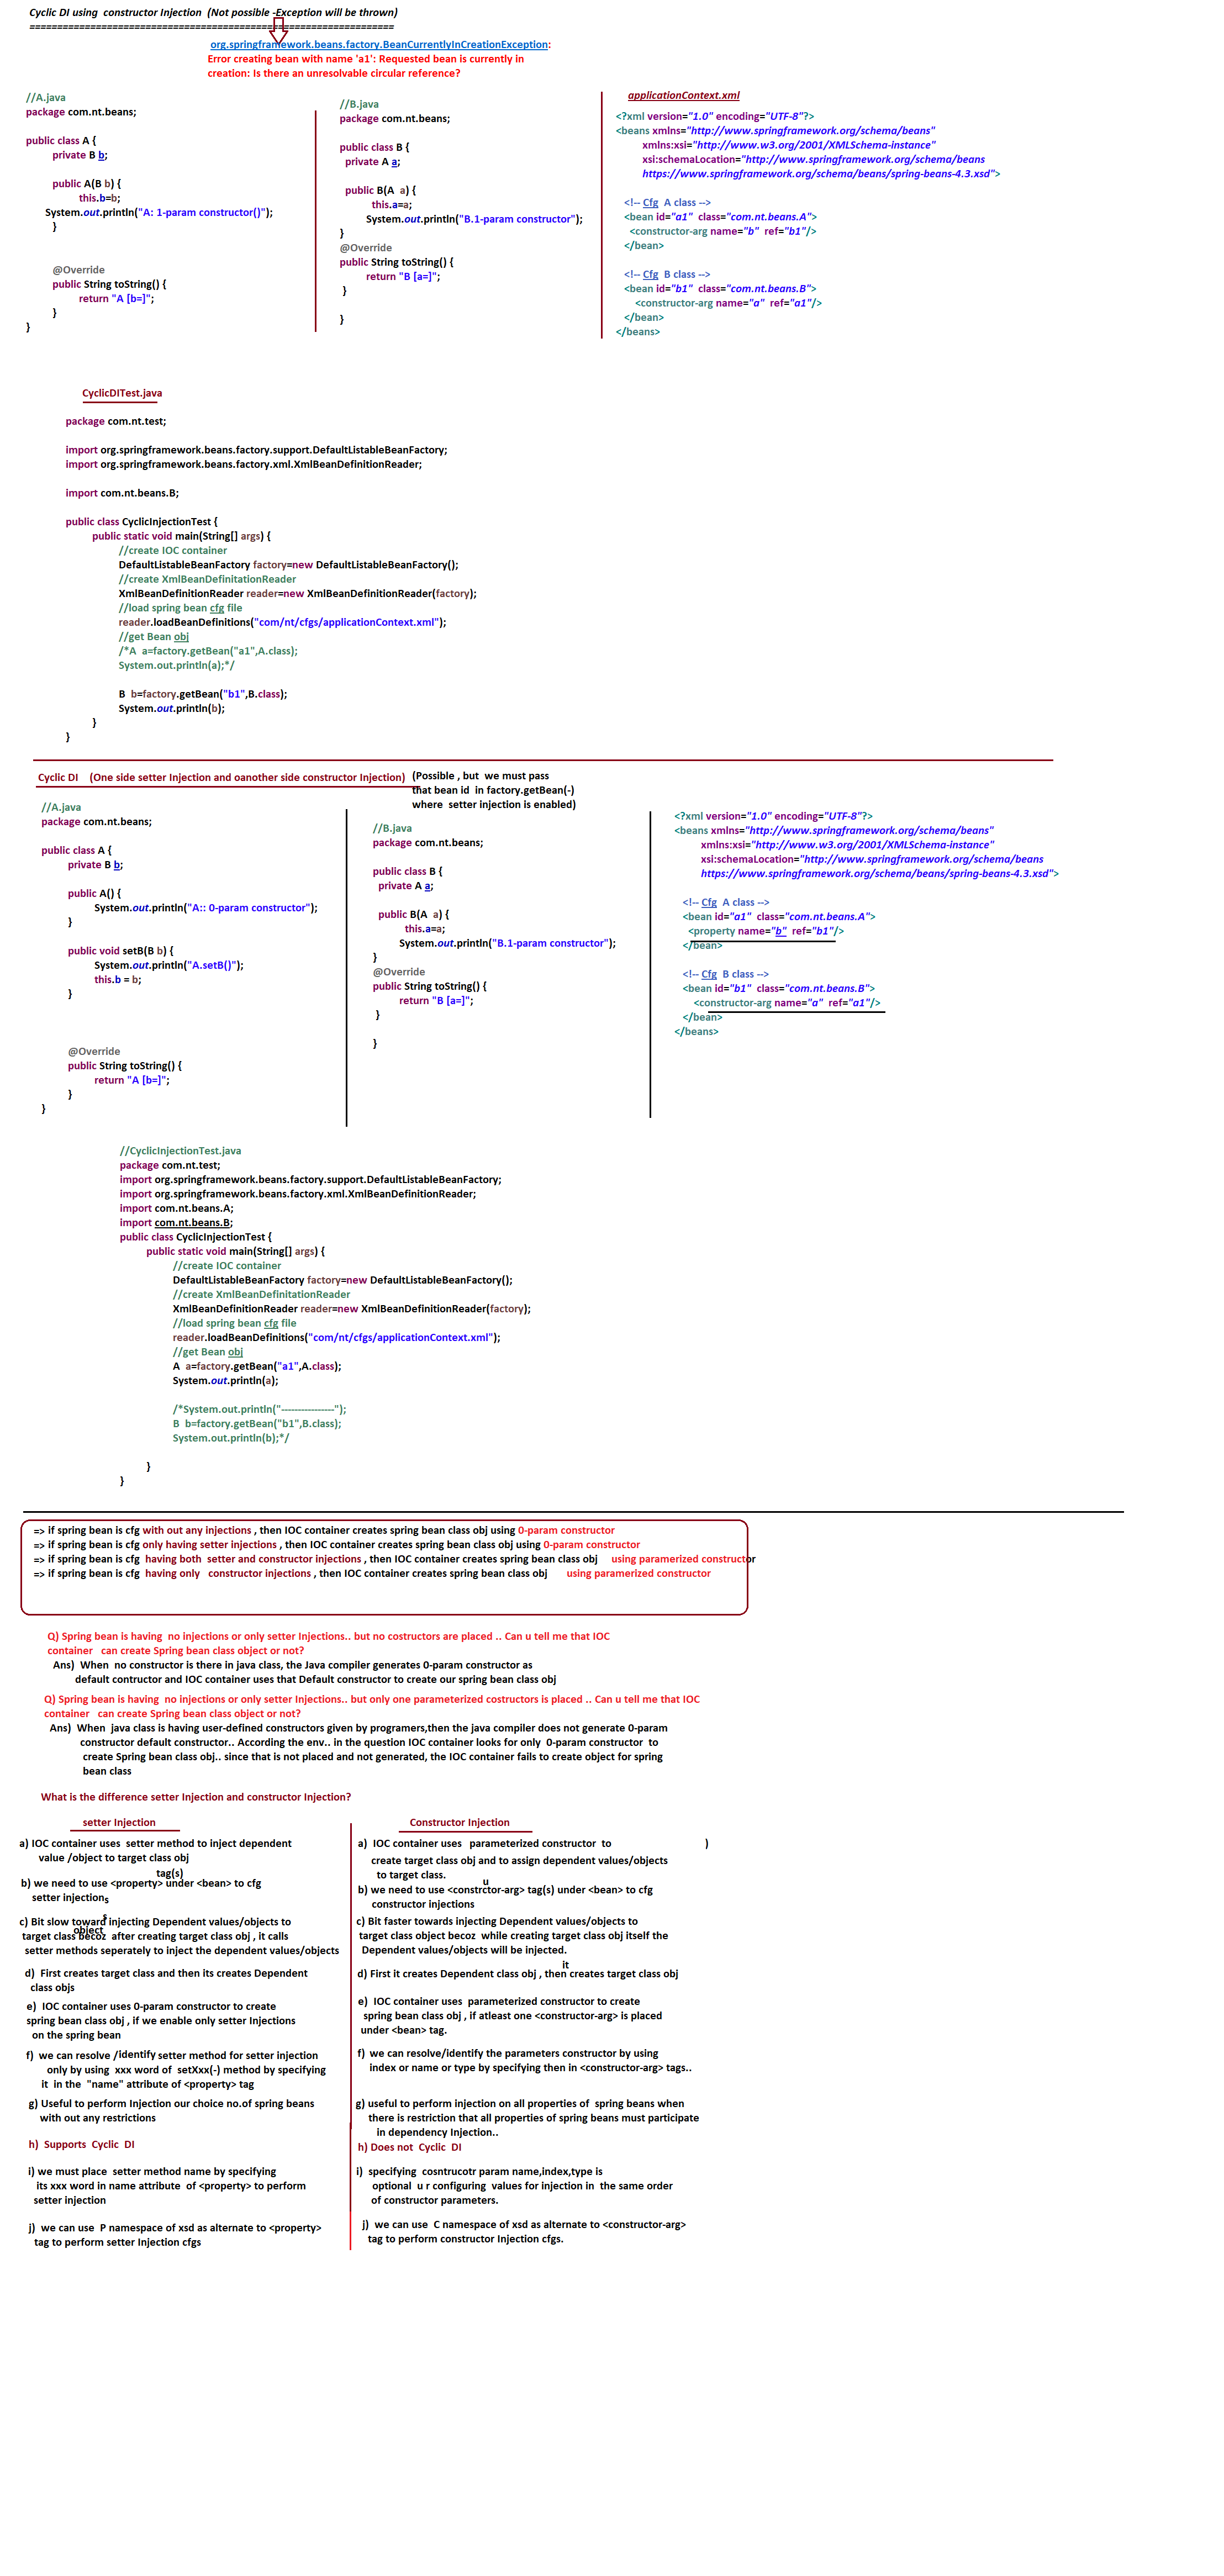 Cyclic DI using  constructor Injection  (Not possible -Exception will be thrown)
==================================================================
org.springframework.beans.factory.BeanCurrentlyInCreationException:
Error creating bean with name 'a1': Requested bean is currently in
creation: Is there an unresolvable circular reference?
//A.java
package com.nt.beans;

public class A {
private B b;

public A(B b) {
this.b=b;
System.out.println("A: 1-param constructor()");
}

@Override
public String toString() {
return "A [b=]";
}
}
//B.java
package com.nt.beans;

public class B {
private A a;

public B(A  a) {
this.a=a;
System.out.println("B.1-param constructor");
}
@Override
public String toString() {
return "B [a=]";
}

}
applicationContext.xml
<?xml version="1.0" encoding="UTF-8"?>
<beans xmlns="http://www.springframework.org/schema/beans"
xmlns:xsi="http://www.w3.org/2001/XMLSchema-instance"
xsi:schemaLocation="http://www.springframework.org/schema/beans
https://www.springframework.org/schema/beans/spring-beans-4.3.xsd">

<!-- Cfg  A class -->
<bean id="a1"  class="com.nt.beans.A">
<constructor-arg name="b"  ref="b1"/>
</bean>

<!-- Cfg  B class -->
<bean id="b1"  class="com.nt.beans.B">
<constructor-arg name="a"  ref="a1"/>
</bean>
</beans>
CyclicDITest.java
package com.nt.test;

import org.springframework.beans.factory.support.DefaultListableBeanFactory;
import org.springframework.beans.factory.xml.XmlBeanDefinitionReader;

import com.nt.beans.B;

public class CyclicInjectionTest {
public static void main(String[] args) {
//create IOC container
DefaultListableBeanFactory factory=new DefaultListableBeanFactory();
//create XmlBeanDefinitationReader
XmlBeanDefinitionReader reader=new XmlBeanDefinitionReader(factory);
//load spring bean cfg file
reader.loadBeanDefinitions("com/nt/cfgs/applicationContext.xml");
//get Bean obj
/*A  a=factory.getBean("a1",A.class);
System.out.println(a);*/

B  b=factory.getBean("b1",B.class);
System.out.println(b);
}
}
Cyclic DI    (One side setter Injection and oanother side constructor Injection)
(Possible , but  we must pass
that bean id  in factory.getBean(-)
where  setter injection is enabled)
//A.java
package com.nt.beans;

public class A {
private B b;

public A() {
System.out.println("A:: 0-param constructor");
}

public void setB(B b) {
System.out.println("A.setB()");
this.b = b;
}

@Override
public String toString() {
return "A [b=]";
}
}
//B.java
package com.nt.beans;

public class B {
private A a;

public B(A  a) {
this.a=a;
System.out.println("B.1-param constructor");
}
@Override
public String toString() {
return "B [a=]";
}

}
<?xml version="1.0" encoding="UTF-8"?>
<beans xmlns="http://www.springframework.org/schema/beans"
xmlns:xsi="http://www.w3.org/2001/XMLSchema-instance"
xsi:schemaLocation="http://www.springframework.org/schema/beans
https://www.springframework.org/schema/beans/spring-beans-4.3.xsd">

<!-- Cfg  A class -->
<bean id="a1"  class="com.nt.beans.A">
<property name="b"  ref="b1"/>
</bean>

<!-- Cfg  B class -->
<bean id="b1"  class="com.nt.beans.B">
<constructor-arg name="a"  ref="a1"/>
</bean>
</beans>
//CyclicInjectionTest.java
package com.nt.test;
import org.springframework.beans.factory.support.DefaultListableBeanFactory;
import org.springframework.beans.factory.xml.XmlBeanDefinitionReader;
import com.nt.beans.A;
import com.nt.beans.B;
public class CyclicInjectionTest {
public static void main(String[] args) {
//create IOC container
DefaultListableBeanFactory factory=new DefaultListableBeanFactory();
//create XmlBeanDefinitationReader
XmlBeanDefinitionReader reader=new XmlBeanDefinitionReader(factory);
//load spring bean cfg file
reader.loadBeanDefinitions("com/nt/cfgs/applicationContext.xml");
//get Bean obj
A  a=factory.getBean("a1",A.class);
System.out.println(a);

/*System.out.println("----------------");
B  b=factory.getBean("b1",B.class);
System.out.println(b);*/

}
}
=> if spring bean is cfg with out any injections , then IOC container creates spring bean class obj using 0-param constructor
=> if spring bean is cfg only having setter injections , then IOC container creates spring bean class obj using 0-param constructor
=> if spring bean is cfg  having both  setter and constructor injections , then IOC container creates spring bean class obj    using paramerized constructor
=> if spring bean is cfg  having only   constructor injections , then IOC container creates spring bean class obj      using paramerized constructor
Q) Spring bean is having  no injections or only setter Injections.. but no costructors are placed .. Can u tell me that IOC
container   can create Spring bean class object or not?
Ans)  When  no constructor is there in java class, the Java compiler generates 0-param constructor as
default contructor and IOC container uses that Default constructor to create our spring bean class obj
Q) Spring bean is having  no injections or only setter Injections.. but only one parameterized costructors is placed .. Can u tell me that IOC
container   can create Spring bean class object or not?
Ans)  When  java class is having user-defined constructors given by programers,then the java compiler does not generate 0-param
constructor default constructor.. According the env.. in the question IOC container looks for only  0-param constructor  to
create Spring bean class obj.. since that is not placed and not generated, the IOC container fails to create object for spring
bean class
What is the difference setter Injection and constructor Injection?
setter Injection
a) IOC container uses  setter method to inject dependent
value /object to target class obj
tag(s)
b) we need to use <property> under <bean> to cfg
setter injections
s
c) Bit slow toward injecting Dependent values/objects to
object
target class becoz  after creating target class obj , it calls
setter methods seperately to inject the dependent values/objects
d)  First creates target class and then its creates Dependent
class objs
e)  IOC container uses 0-param constructor to create
spring bean class obj , if we enable only setter Injections
on the spring bean
f)  we can resolve /identify setter method for setter injection
only by using  xxx word of  setXxx(-) method by specifying
it  in the  "name" attribute of <property> tag
g) Useful to perform Injection our choice no.of spring beans
with out any restrictions
h)  Supports  Cyclic  DI
i) we must place  setter method name by specifying
its xxx word in name attribute  of <property> to perform
setter injection
j)  we can use  P namespace of xsd as alternate to <property>
tag to perform setter Injection cfgs
Constructor Injection
a)  IOC container uses   parameterized constructor  to )
create target class obj and to assign dependent values/objects
to target class.
u
b) we need to use <constrctor-arg> tag(s) under <bean> to cfg
constructor injections
c) Bit faster towards injecting Dependent values/objects to
target class object becoz  while creating target class obj itself the
Dependent values/objects will be injected.
it
d) First it creates Dependent class obj , then creates target class obj
e)  IOC container uses  parameterized constructor to create
spring bean class obj , if atleast one <constructor-arg> is placed
under <bean> tag.
f)  we can resolve/identify the parameters constructor by using
index or name or type by specifying then in <constructor-arg> tags..
g) useful to perform injection on all properties of  spring beans when
there is restriction that all properties of spring beans must participate
in dependency Injection..
h) Does not  Cyclic  DI
i)  specifying  cosntrucotr param name,index,type is
optional  u r configuring  values for injection in  the same order
of constructor parameters.
j)  we can use  C namespace of xsd as alternate to <constructor-arg>
tag to perform constructor Injection cfgs.